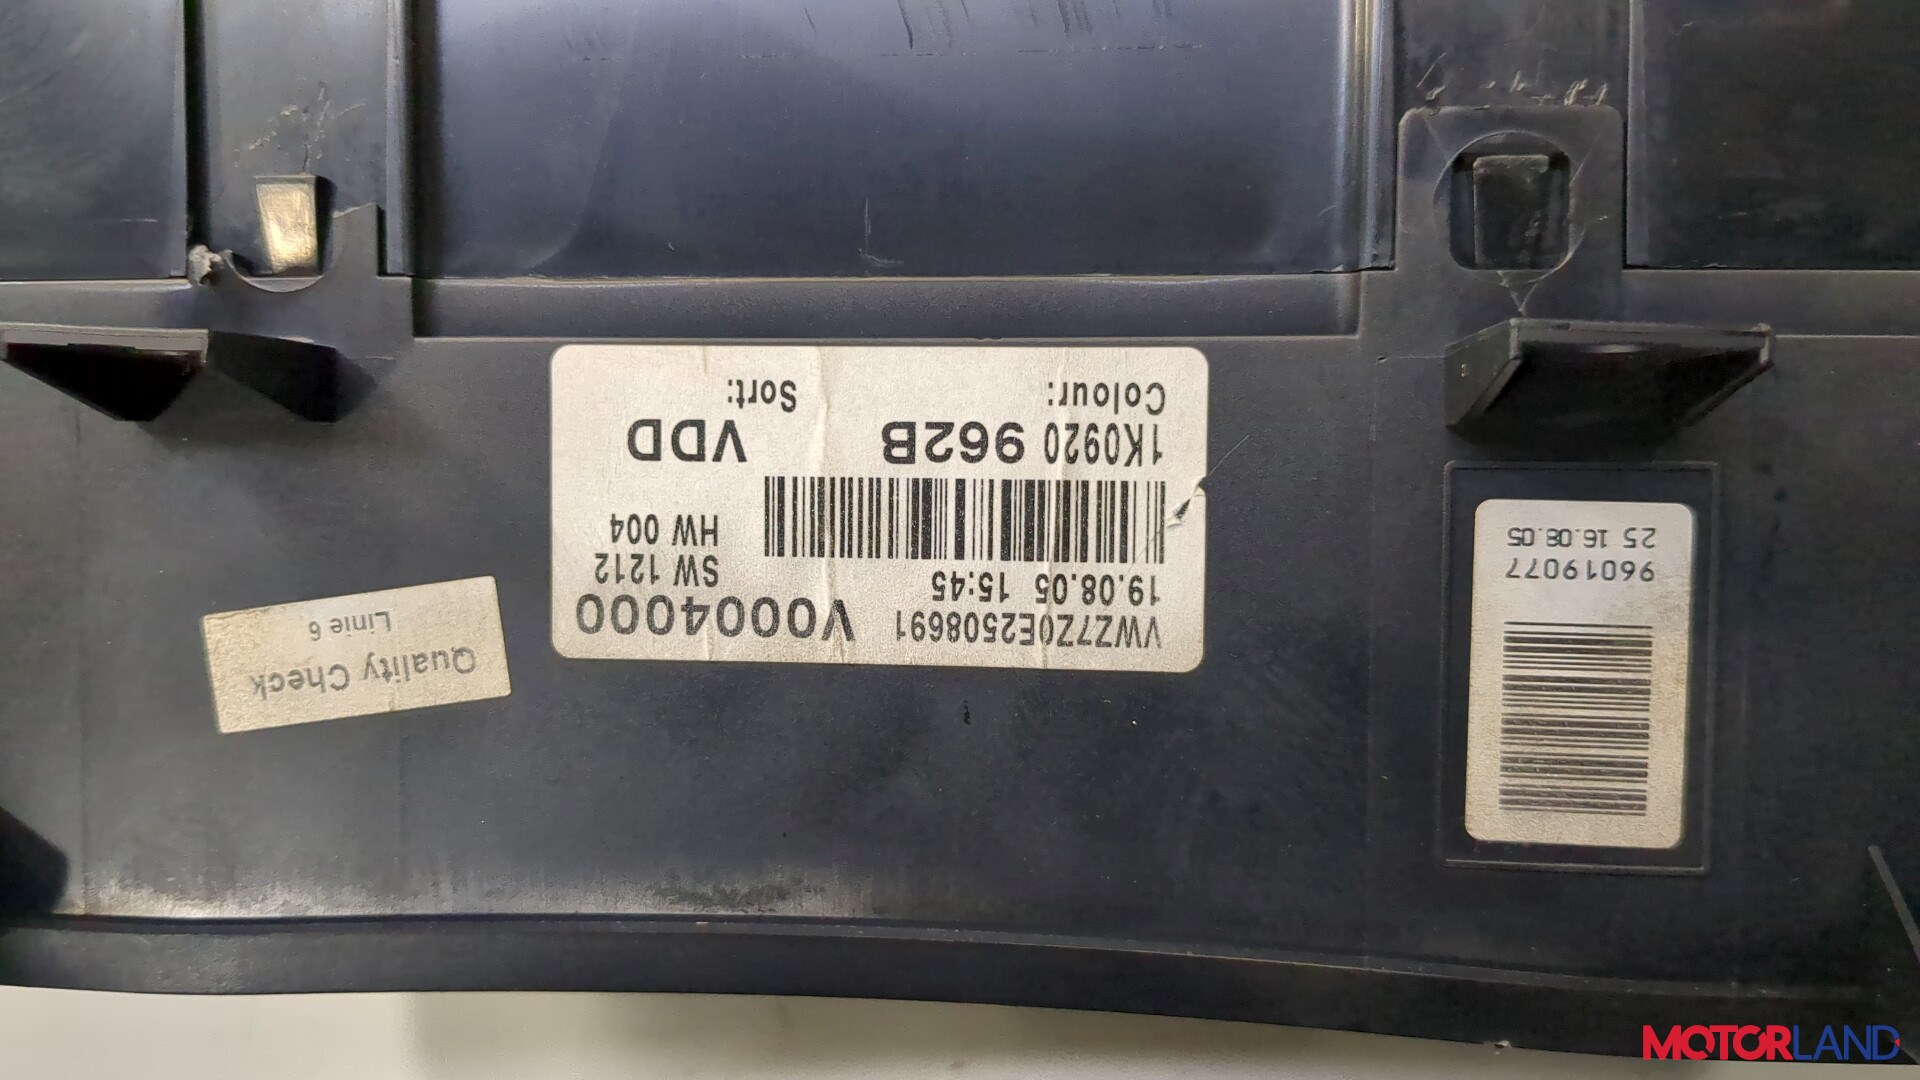 VWZ7Z0E2508691 V0004000
19.08.05 15:45 SW 1212
HW 004
1K0920 962B VDD
Colour: Sort:
Quality Check
Linie 6
96019077
25 16.08.05
MOTORLAND